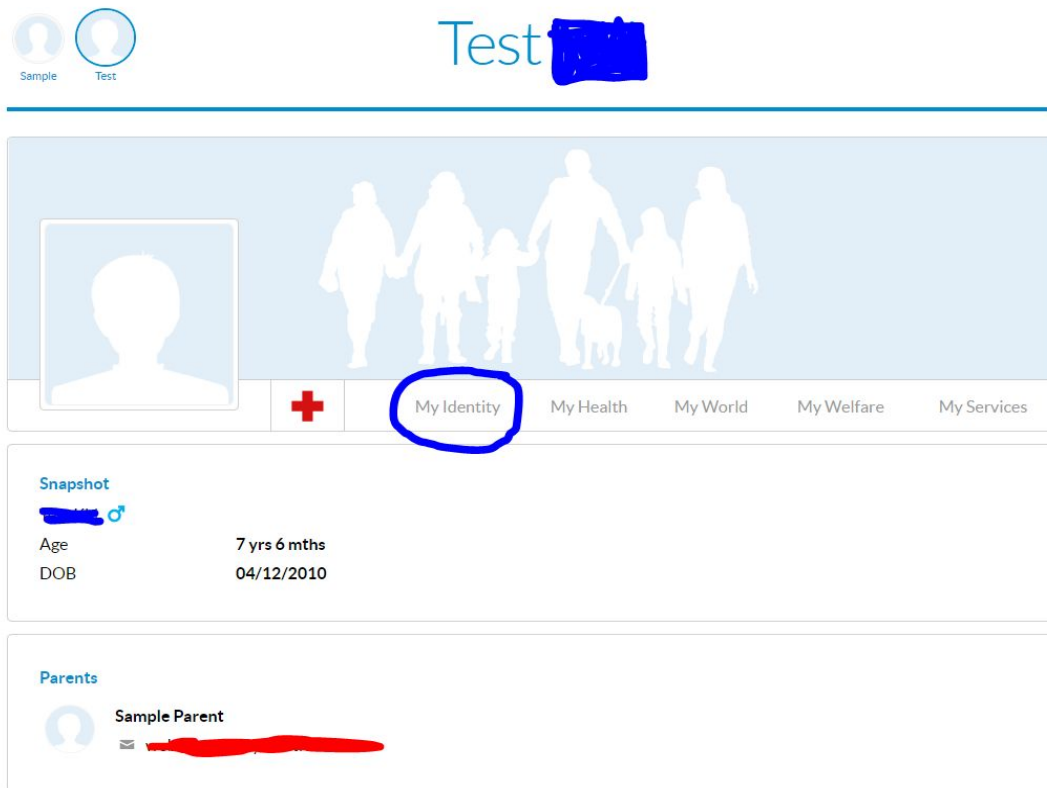 Test
Sample Test
My Identity My Health My World My Welfare My Services
Snapshot
Age 7 yrs 6 mths
DOB 04/12/2010
Parents
Sample Parent